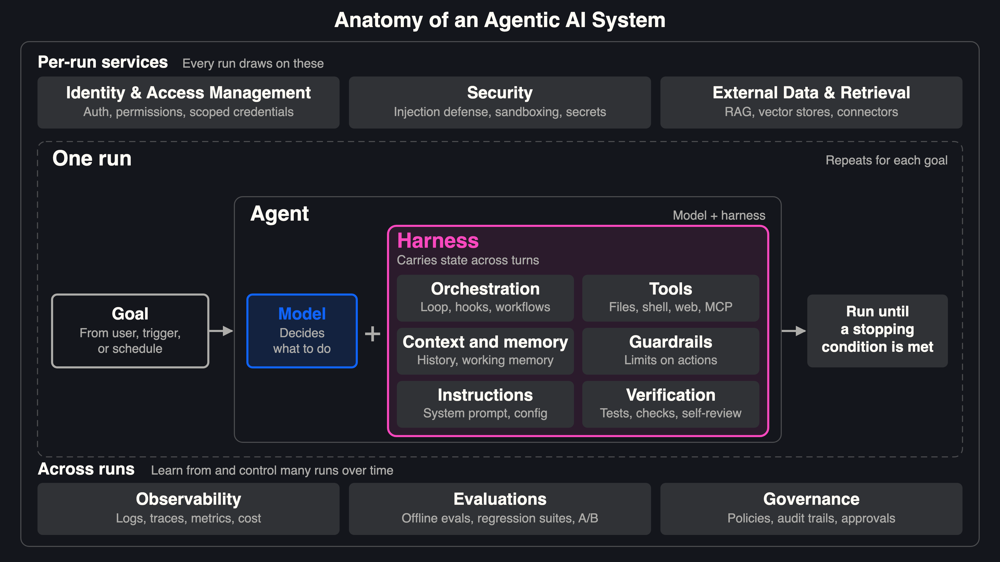 Anatomy of an Agentic AI System
Per-run services
Every run draws on these
Identity & Access Management
Auth, permissions, scoped credentials
Security
Injection defense, sandboxing, secrets
External Data & Retrieval
RAG, vector stores, connectors
One run
Repeats for each goal
Agent
Model + harness
Goal
From user, trigger,
or schedule
Model
Decides
what to do
+
Harness
Carries state across turns
Orchestration
Loop, hooks, workflows
Tools
Files, shell, web, MCP
Context and memory
History, working memory
Guardrails
Limits on actions
Instructions
System prompt, config
Verification
Tests, checks, self-review
Run until
a stopping
condition is met
Across runs
Learn from and control many runs over time
Observability
Logs, traces, metrics, cost
Evaluations
Offline evals, regression suites, A/B
Governance
Policies, audit trails, approvals